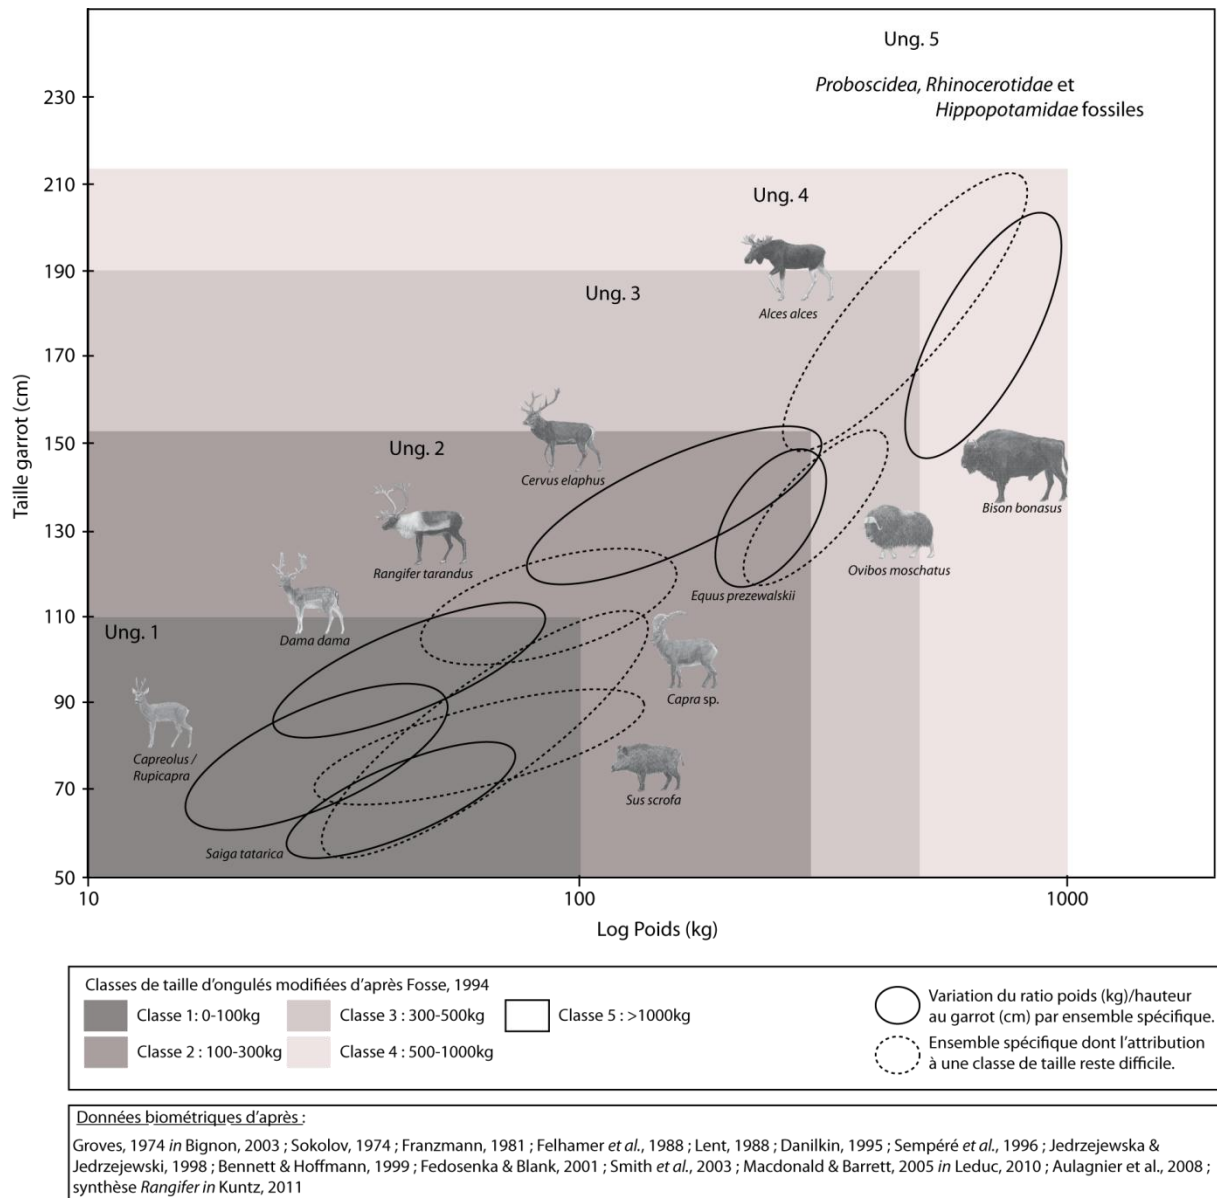 Ung. 5
Proboscidea, Rhinocerotidae et
Hippopotamidae fossiles
230
210
190
170
150
130
110
90
70
50
Taille garrot (cm)
Ung. 4
Alces alces
Ung. 3
Bison bonasus
Cervus elaphus
Ung. 2
Ovibos moschatus
Equus prezewalskii
Rangifer tarandus
Dama dama
Ung. 1
Capra sp.
Capreolus /
Rupicapra
Sus scrofa
Saiga tatarica
10
100
1000
Log Poids (kg)
Classes de taille d'ongulés modifiées d'après Fosse, 1994
Classe 1: 0-100kg
Classe 3 : 300-500kg
Classe 5 : >1000kg
Classe 2 : 100-300kg
Classe 4 : 500-1000kg
Variation du ratio poids (kg)/hauteur
au garrot (cm) par ensemble spécifique.
Ensemble spécifique dont l'attribution
à une classe de taille reste difficile.
Données biométriques d'après :
Groves, 1974 in Bignon, 2003 ; Sokolov, 1974 ; Franzmann, 1981 ; Felhamer et al., 1988 ; Lent, 1988 ; Danilkin, 1995 ; Sempéré et al., 1996 ; Jedrzejewska &
Jedrzejewski, 1998 ; Bennett & Hoffmann, 1999 ; Fedosenka & Blank, 2001 ; Smith et al., 2003 ; Macdonald & Barrett, 2005 in Leduc, 2010 ; Aulagnier et al., 2008 ;
synthèse Rangifer in Kuntz, 2011